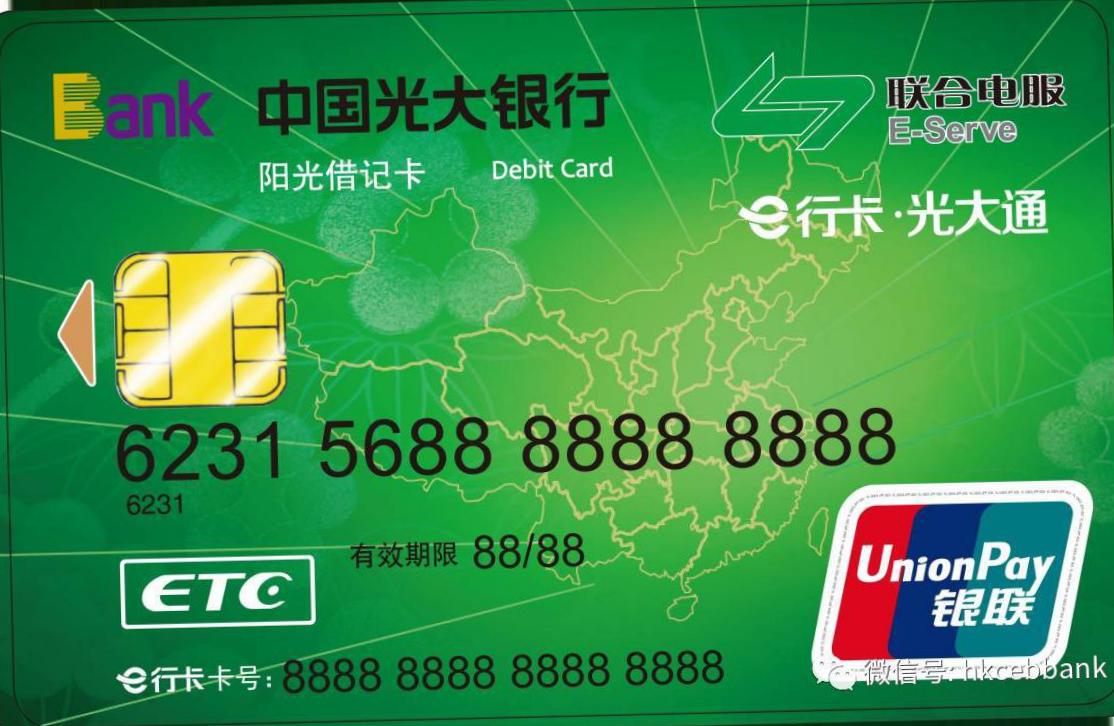 Bank 中国光大银行
阳光借记卡 Debit Card
联合电服
E-Serve
e行卡·光大通
6231 5688 8888 8888
6231
有效期限 88/88
ETC
UnionPay
银联
e行卡卡号：8888 8888 8888 8888
微信号: hkcebbank